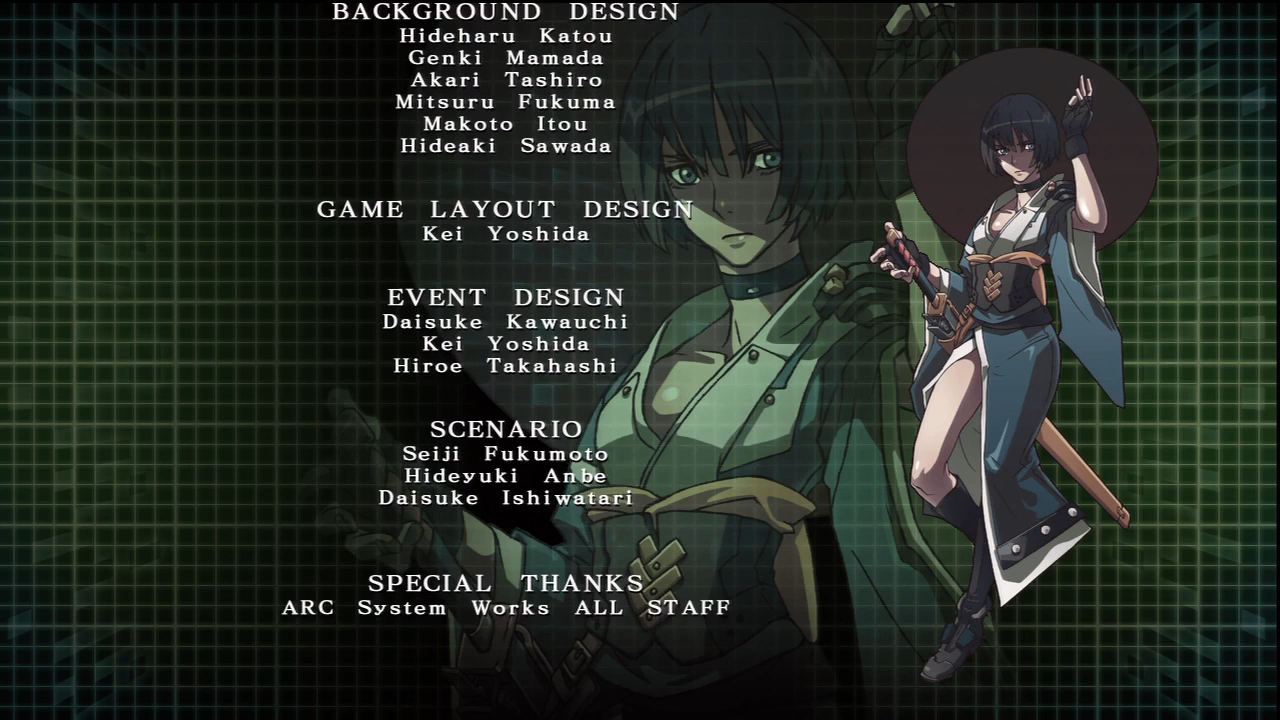 BACKGROUND DESIGN
Hideharu Katou
Genki Mamada
Akari Tashiro
Mitsuru Fukuma
Makoto Itou
Hideaki Sawada
GAME LAYOUT DESIGN
Kei Yoshida
EVENT DESIGN
Daisuke Kawauchi
Kei Yoshida
Hiroe Takahashi
SCENARIO
Seiji Fukumoto
Hideyuki Anbe
Daisuke Ishiwatari
SPECIAL THANKS
ARC System Works ALL STAFF